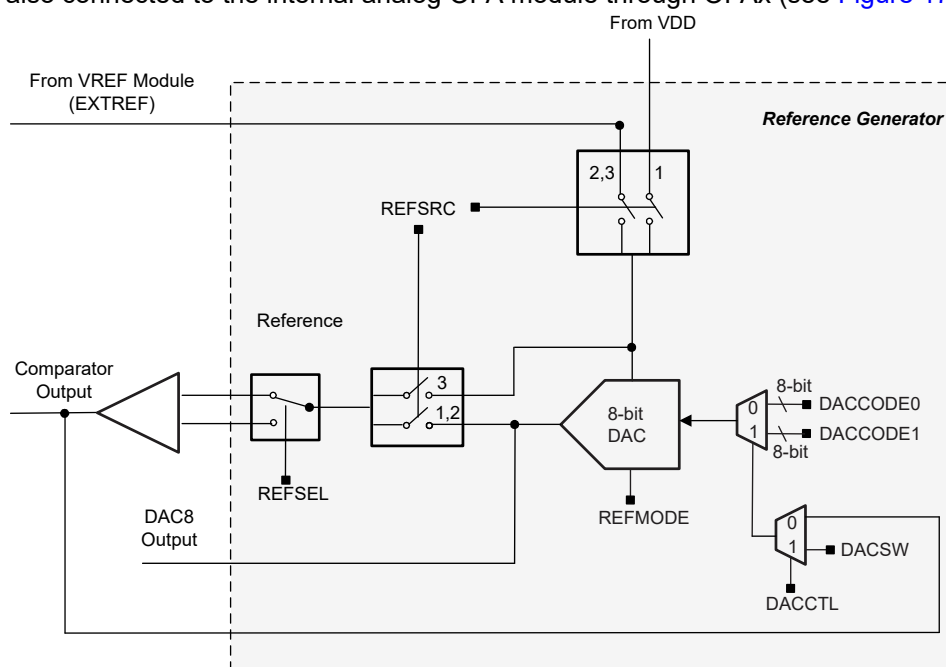 also connected to the internal analog OPA module through OPAx (see Figure
From VDD
From VREF Module
(EXTREF)
Reference Generator
2,3
1
REFSRC
Reference
Comparator
Output
3
1,2
8-bit
DAC
0
1
8-bit
DACCODE0
DACCODE1
8-bit
REFSEL
REFMODE
DAC8
Output
0
1
DACSW
DACCTL